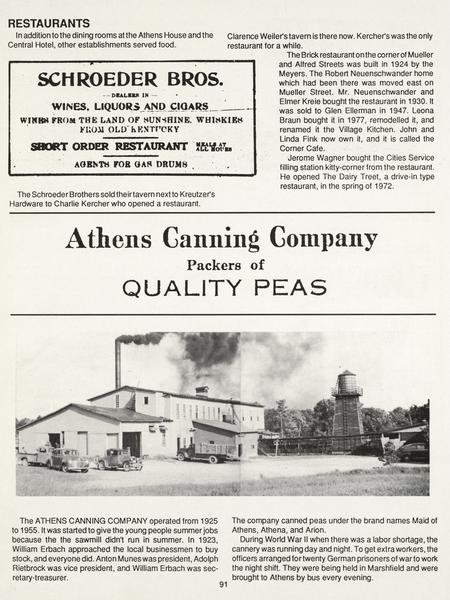 RESTAURANTS
In addition to the dining rooms at the Athens House and the
Central Hotel, other establishments served food.
SCHROEDER BROS.
—DEALERS IN—
WINES, LIQUORS AND CIGARS
WINES FROM THE LAND OF SUNSHINE. WHISKIES
FROM OLD KENTUCKY
SHORT ORDER RESTAURANT MEALS AT
ALL HOURS
AGENTS FOR GAS DRUMS
The Schroeder Brothers sold their tavern next to Kreutzer's
Hardware to Charlie Kercher who opened a restaurant.
Clarence Weiler's tavern is there now. Kercher's was the only
restaurant for a while.
The Brick restaurant on the corner of Mueller
and Alfred Streets was built in 1924 by the
Meyers. The Robert Neuenschwander home
which had been there was moved east on
Mueller Street. Mr. Neuenschwander and
Elmer Kreie bought the restaurant in 1930. It
was sold to Glen Ellerman in 1947. Leona
Braun bought it in 1977, remodelled it, and
renamed it the Village Kitchen. John and
Linda Fink now own it, and it is called the
Corner Cafe.
Jerome Wagner bought the Cities Service
filling station kitty-corner from the restaurant.
He opened The Dairy Treet, a drive-in type
restaurant, in the spring of 1972.
Athens Canning Company
Packers of
QUALITY PEAS
The ATHENS CANNING COMPANY operated from 1925
to 1955. It was started to give the young people summer jobs
because the the sawmill didn't run in summer. In 1923,
William Erbach approached the local businessmen to buy
stock, and everyone did. Anton Munes was president, Adolph
Rietbrock was vice president, and William Erbach was sec-
retary-treasurer.
The company canned peas under the brand names Maid of
Athens, Athena, and Arion.
During World War II when there was a labor shortage, the
cannery was running day and night. To get extra workers, the
officers arranged for twenty German prisoners of war to work
the night shift. They were being held in Marshfield and were
brought to Athens by bus every evening.
91